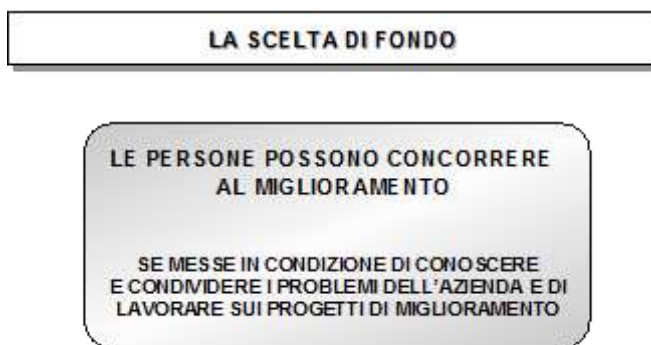 LA SCELTA DI FONDO
LE PERSONE POSSONO CONCORRERE
AL MIGLIORAMENTO
SE MESSE IN CONDIZIONE DI CONOSCERE
E CONDIVIDERE I PROBLEMI DELL'AZIENDA E DI
LAVORARE SUI PROGETTI DI MIGLIORAMENTO